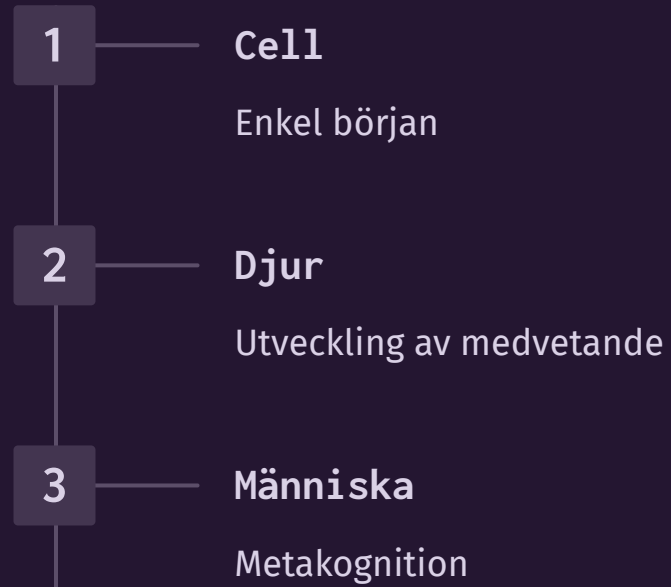 1
Cell
Enkel början
2
Djur
Utveckling av medvetande
3
Människa
Metakognition